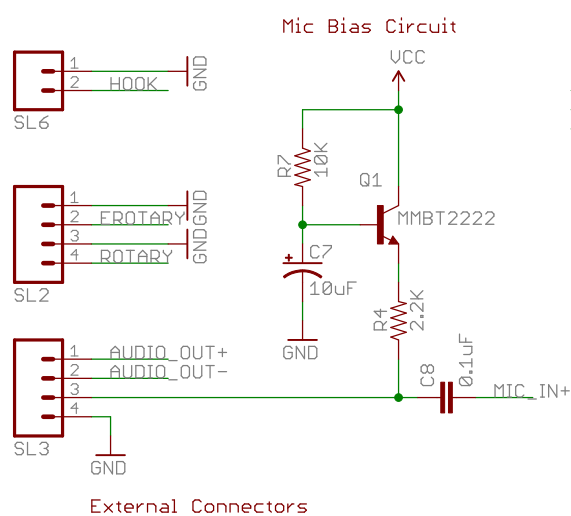 Mic Bias Circuit
VCC
1
2
HOOK
GND
SL6
R7
10K
Q1
MMBT2222
1
2
3
4
EROTARY
ROTARY
GND
GND
SL2
C7
+
10uF
GND
R4
2.2K
1
2
3
4
AUDIO_OUT+
AUDIO_OUT-
SL3
GND
C8
0.1uF
MIC_IN+
External Connectors